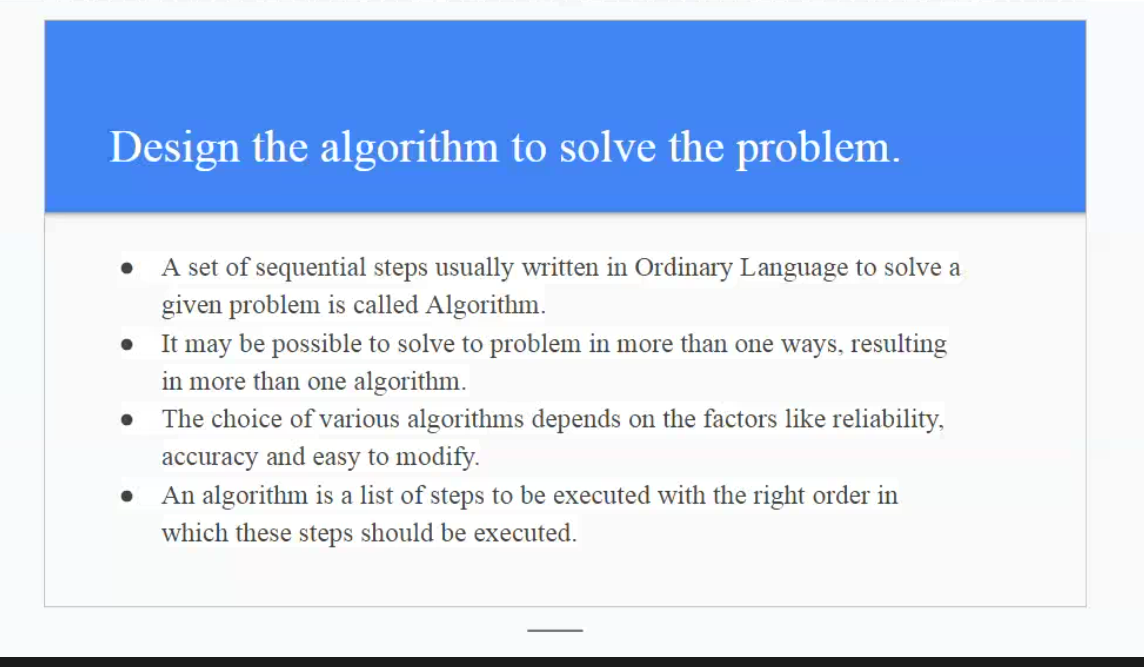 Design the algorithm to solve the problem.
● A set of sequential steps usually written in Ordinary Language to solve a
given problem is called Algorithm.
● It may be possible to solve to problem in more than one ways, resulting
in more than one algorithm.
● The choice of various algorithms depends on the factors like reliability,
accuracy and easy to modify.
● An algorithm is a list of steps to be executed with the right order in
which these steps should be executed.